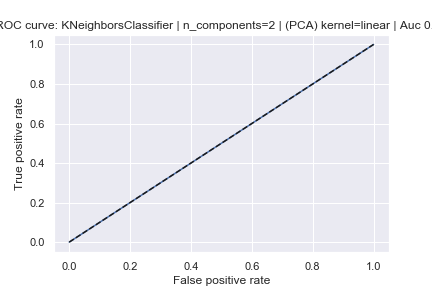 ROC curve: KNeighborsClassifier | n_components=2 | (PCA) kernel=linear | Auc 0.
1.0
0.8
0.6
0.4
0.2
0.0
True positive rate
0.0 0.2 0.4 0.6 0.8 1.0
False positive rate